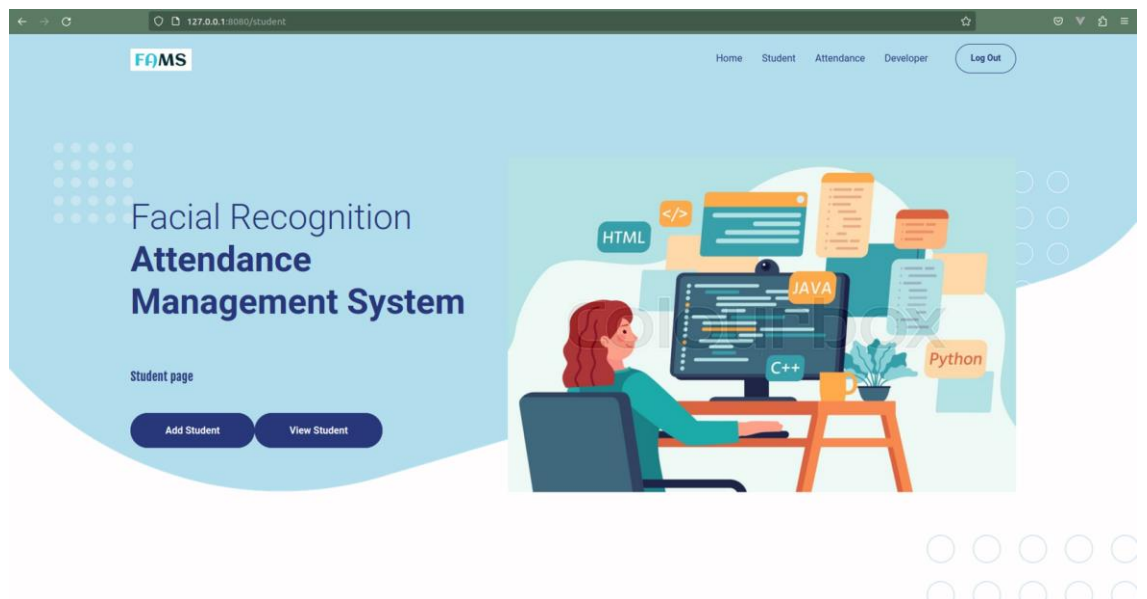 127.0.0.1:8080/student
FAMS
Home Student Attendance Developer Log Out
Facial Recognition
Attendance
Management System
Student page
Add Student View Student
</>
HTML
JAVA
colourbox
C++
Python